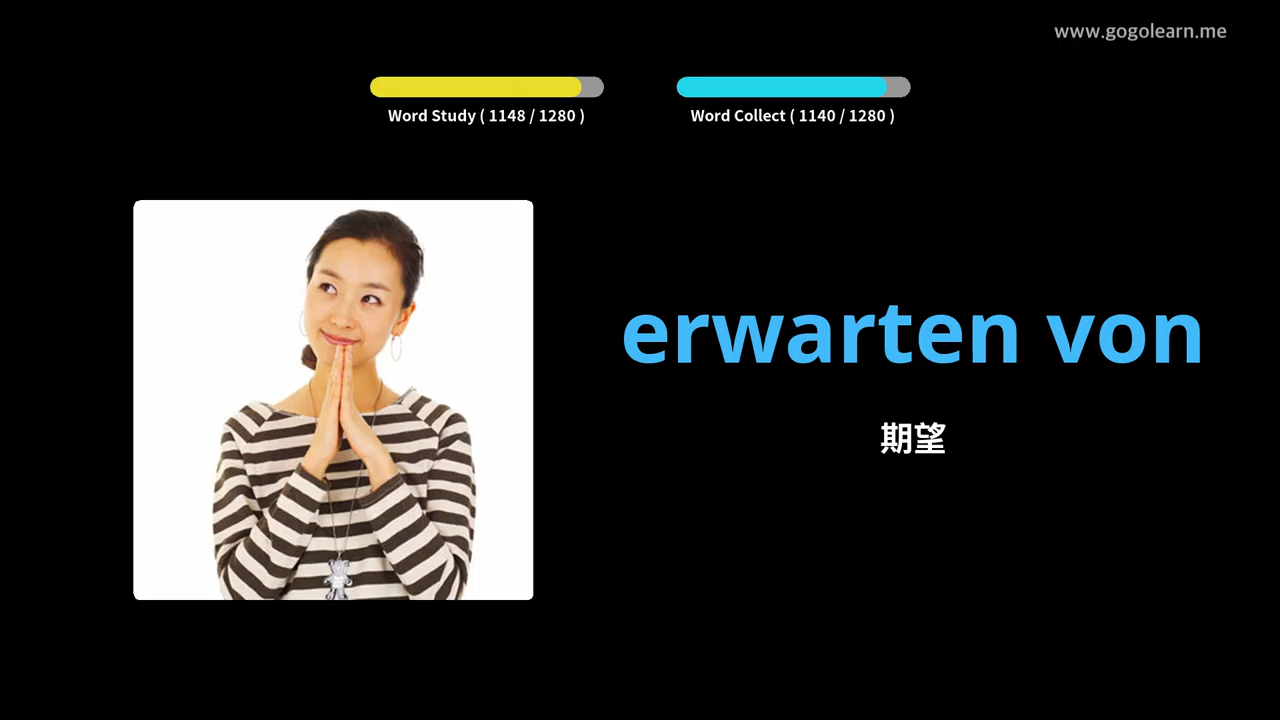 www.gogolearn.me
Word Study ( 1148 / 1280 )
Word Collect ( 1140 / 1280 )
erwarten von
期望